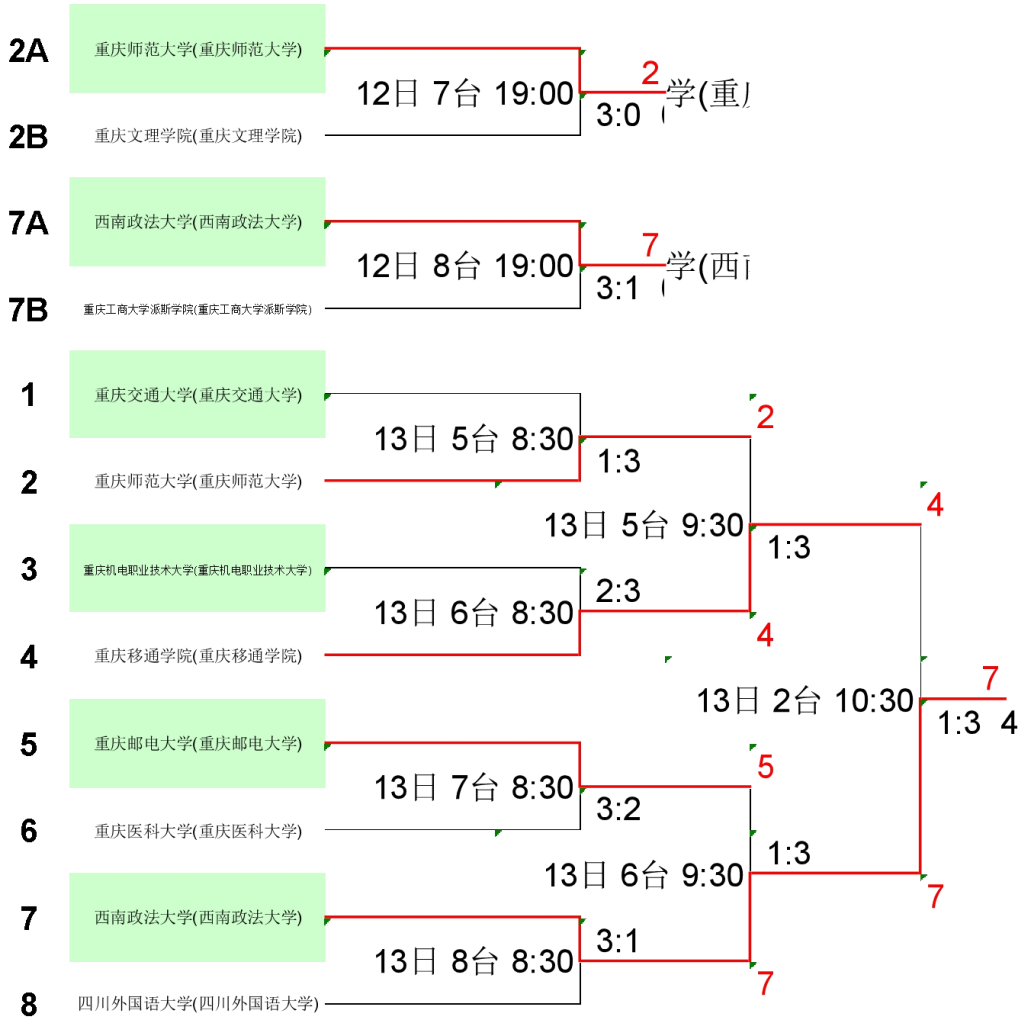 2A 重庆师范大学(重庆师范大学)
2
12日 7台 19:00
学(重
3:0
2B 重庆文理学院(重庆文理学院)
7A 西南政法大学(西南政法大学)
7
12日 8台 19:00
学(西
3:1
7B 重庆工商大学派斯学院(重庆工商大学派斯学院)
1 重庆交通大学(重庆交通大学)
2
13日 5台 8:30
1:3
2 重庆师范大学(重庆师范大学)
4
13日 5台 9:30
1:3
3 重庆机电职业技术大学(重庆机电职业技术大学)
2:3
13日 6台 8:30
4
4 重庆移通学院(重庆移通学院)
7
13日 2台 10:30
1:3 4
5 重庆邮电大学(重庆邮电大学)
5
13日 7台 8:30
3:2
6 重庆医科大学(重庆医科大学)
1:3
13日 6台 9:30
7
7 西南政法大学(西南政法大学)
3:1
13日 8台 8:30
7
8 四川外国语大学(四川外国语大学)